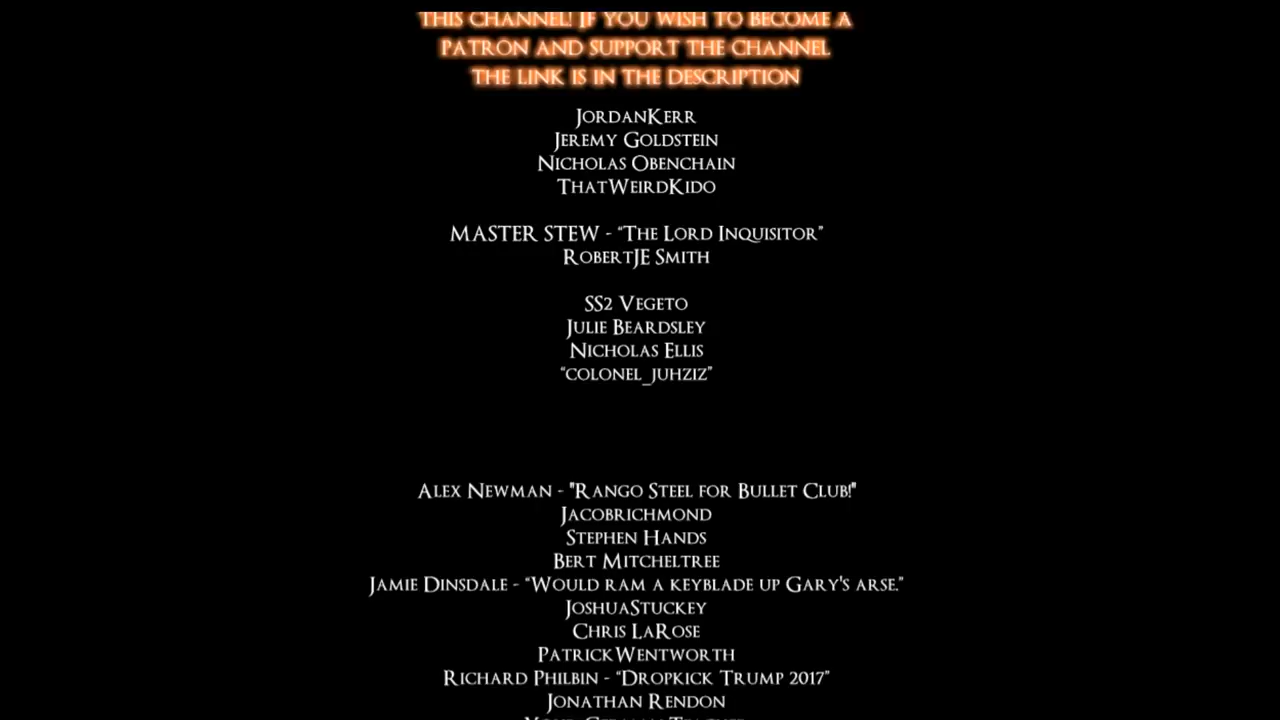 THIS CHANNEL! IF YOU WISH TO BECOME A
PATRON AND SUPPORT THE CHANNEL
THE LINK IS IN THE DESCRIPTION
JORDANKERR
JEREMY GOLDSTEIN
NICHOLAS OBENCHAIN
THATWEIRDKIDO
MASTER STEW - “THE LORD INQUISITOR”
ROBERTJE SMITH
SS2 VEGETO
JULIE BEARDSLEY
NICHOLAS ELLIS
“COLONEL_JUHZIZ”
ALEX NEWMAN - "RANGO STEEL FOR BULLET CLUB!"
JACOBRICHMOND
STEPHEN HANDS
BERT MITCHELTREE
JAMIE DINSDALE - “WOULD RAM A KEYBLADE UP GARY'S ARSE.”
JOSHUASTUCKEY
CHRIS LAROSE
PATRICKWENTWORTH
RICHARD PHILBIN - “DROPKICK TRUMP 2017”
JONATHAN RENDON